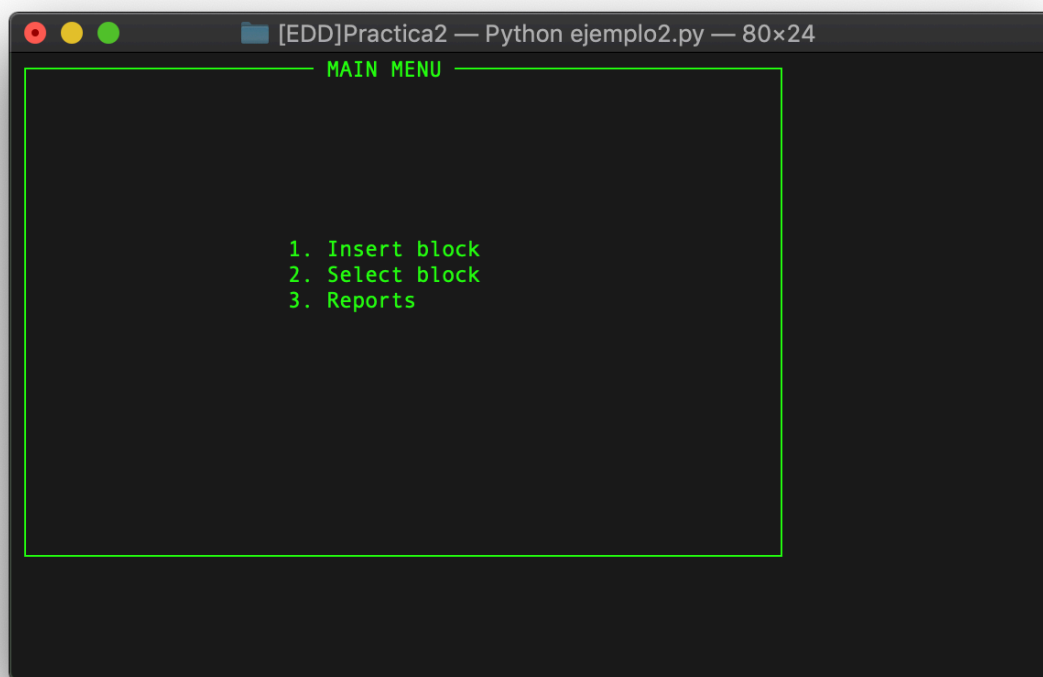 [EDD]Practica2 — Python ejemplo2.py — 80×24
MAIN MENU
1. Insert block
2. Select block
3. Reports